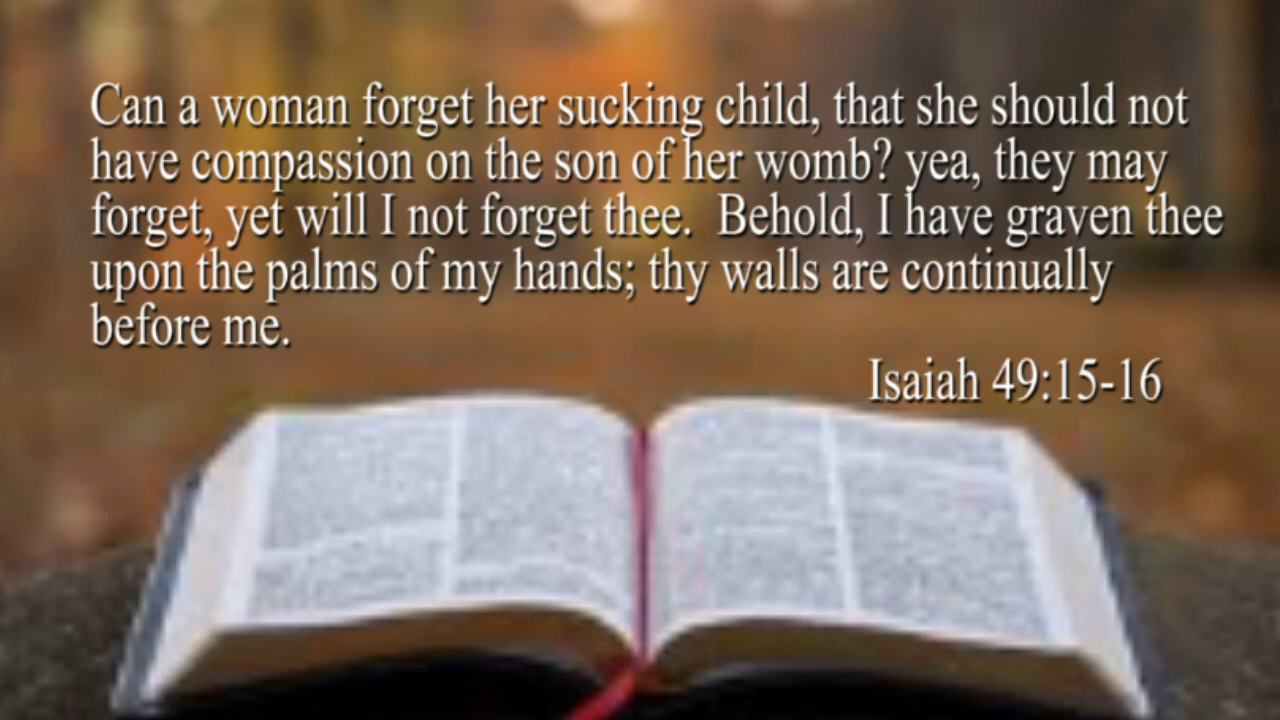 Can a woman forget her sucking child, that she should not
have compassion on the son of her womb? yea, they may
forget, yet will I not forget thee.  Behold, I have graven thee
upon the palms of my hands; thy walls are continually
before me.
Isaiah 49:15-16